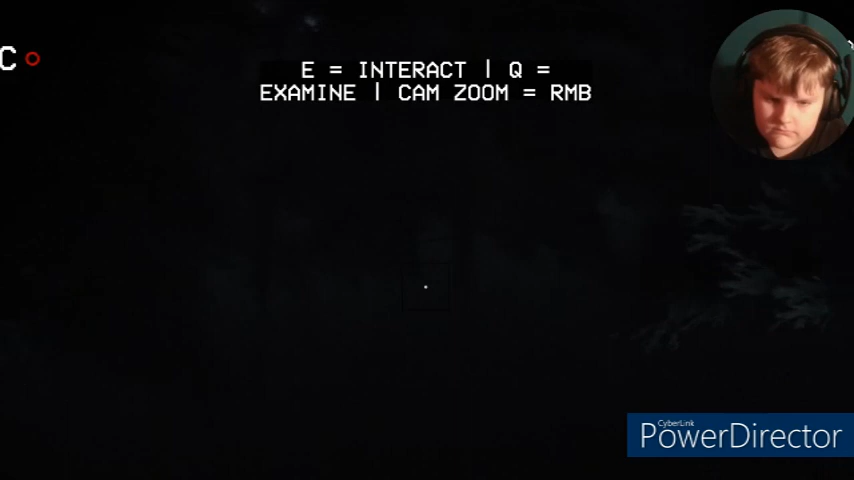 C
E = INTERACT | Q =
EXAMINE | CAM ZOOM = RMB
CyberLink
PowerDirector